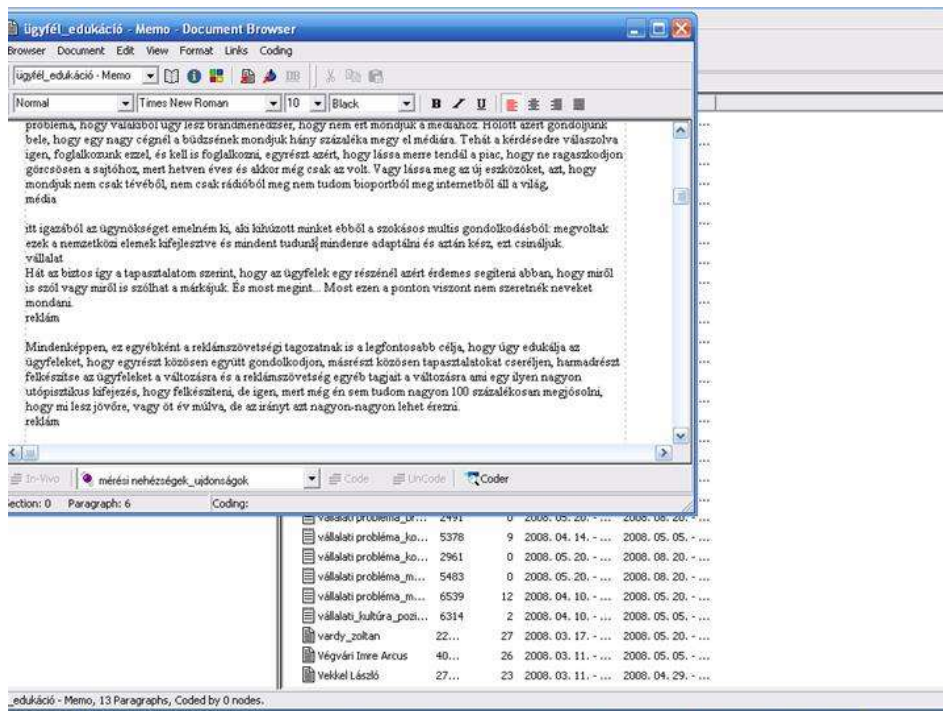 ügyfél_edukáció - Memo - Document Browser
Browser Document Edit View Format Links Coding
ügyfél_edukáció - Memo
Normal Times New Roman 10 Black B I U
probléma, hogy valakiből úgy lesz brandmenedzser, hogy nem ért mondjuk a médiához. Holott azért gondoljunk
bele, hogy egy nagy cégnél a büdzsének mondjuk hány százaléka megy el médiára. Tehát a kérdésedre válaszolva
igen, foglalkozunk ezzel, és kell is foglalkozni, egyrészt azért, hogy lássa merre tendál a piac, hogy ne ragaszkodjon
görcsösen a sajtóhoz, mert hetven éves és akkor még csak az volt. Vagy lássa meg az új eszközöket, azt, hogy
mondjuk nem csak tévéből, nem csak rádióból meg nem tudom bioportból meg internetből áll a világ,
média
itt igazából az ügynökséget emelném ki, aki kihúzott minket ebből a szokásos multis gondolkodásból: megvoltak
ezek a nemzetközi elemek kifejlesztve és mindent tudunk mindenre adaptálni és aztán kész, ezt csináljuk.
vállalat
Hát az biztos így a tapasztalatom szerint, hogy az ügyfelek egy részénél azért érdemes segíteni abban, hogy miről
is szól vagy miről is szólhat a márkájuk. És most megint... Most ezen a ponton viszont nem szeretnék neveket
mondani.
reklám
Mindenképpen, ez egyébként a reklámszövetségi tagozatnak is a legfontosabb célja, hogy úgy edukálja az
ügyfeleket, hogy egyrészt közösen együtt gondolkodjon, másrészt közösen tapasztalatokat cseréljen, harmadrészt
felkészítse az ügyfeleket a változásra és a reklámszövetség egyéb tagjait a változásra ami egy ilyen nagyon
utópisztikus kifejezés, hogy felkészíteni, de igen, mert még én sem tudom nagyon 100 százalékosan megjósolni,
hogy mi lesz jövőre, vagy öt év múlva, de az irányt azt nagyon-nagyon lehet érezni.
reklám
In-Vivo mérési nehézségek_ujdonságok Code UnCode Coder
Section: 0 Paragraph: 6 Coding:
vállalati probléma_br... 2491 0 2008. 05. 20. - ... 2008. 08. 20. - ...
vállalati probléma_ko... 5378 9 2008. 04. 14. - ... 2008. 05. 05. - ...
vállalati probléma_ko... 2961 0 2008. 05. 20. - ... 2008. 08. 20. - ...
vállalati probléma_m... 5483 0 2008. 05. 20. - ... 2008. 08. 20. - ...
vállalati probléma_m... 6539 12 2008. 04. 10. - ... 2008. 05. 20. - ...
vállalati_kultúra_pozi... 6314 2 2008. 04. 10. - ... 2008. 05. 05. - ...
vardy_zoltan 22... 27 2008. 03. 17. - ... 2008. 05. 20. - ...
Végvári Imre Arcus 40... 26 2008. 03. 11. - ... 2008. 05. 05. - ...
Vekkel László 27... 23 2008. 03. 11. - ... 2008. 04. 29. - ...
_edukáció - Memo, 13 Paragraphs, Coded by 0 nodes.